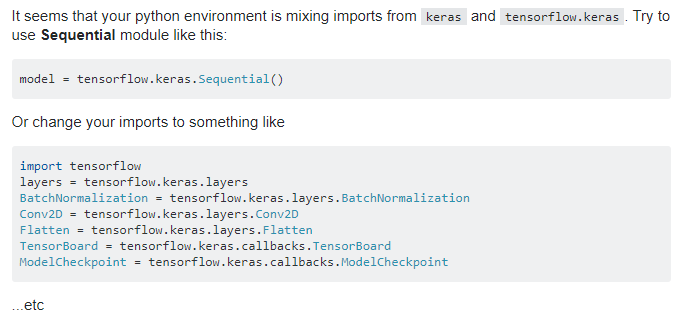 It seems that your python environment is mixing imports from keras and tensorflow.keras . Try to
use Sequential module like this:
model = tensorflow.keras.Sequential()
Or change your imports to something like
import tensorflow
layers = tensorflow.keras.layers
BatchNormalization = tensorflow.keras.layers.BatchNormalization
Conv2D = tensorflow.keras.layers.Conv2D
Flatten = tensorflow.keras.layers.Flatten
TensorBoard = tensorflow.keras.callbacks.TensorBoard
ModelCheckpoint = tensorflow.keras.callbacks.ModelCheckpoint
...etc